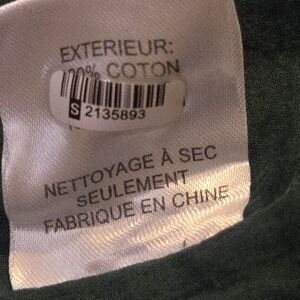 EXTERIEUR:
100% COTON
S 2135893
NETTOYAGE À SEC
SEULEMENT
FABRIQUE EN CHINE